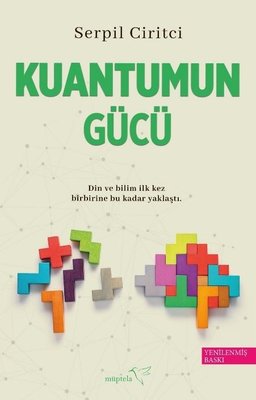 Serpil Ciritci
KUANTUMUN
GÜCÜ
Din ve bilim ilk kez
birbirine bu kadar yaklaştı.
YENİLENMİŞ
BASKI
müptela